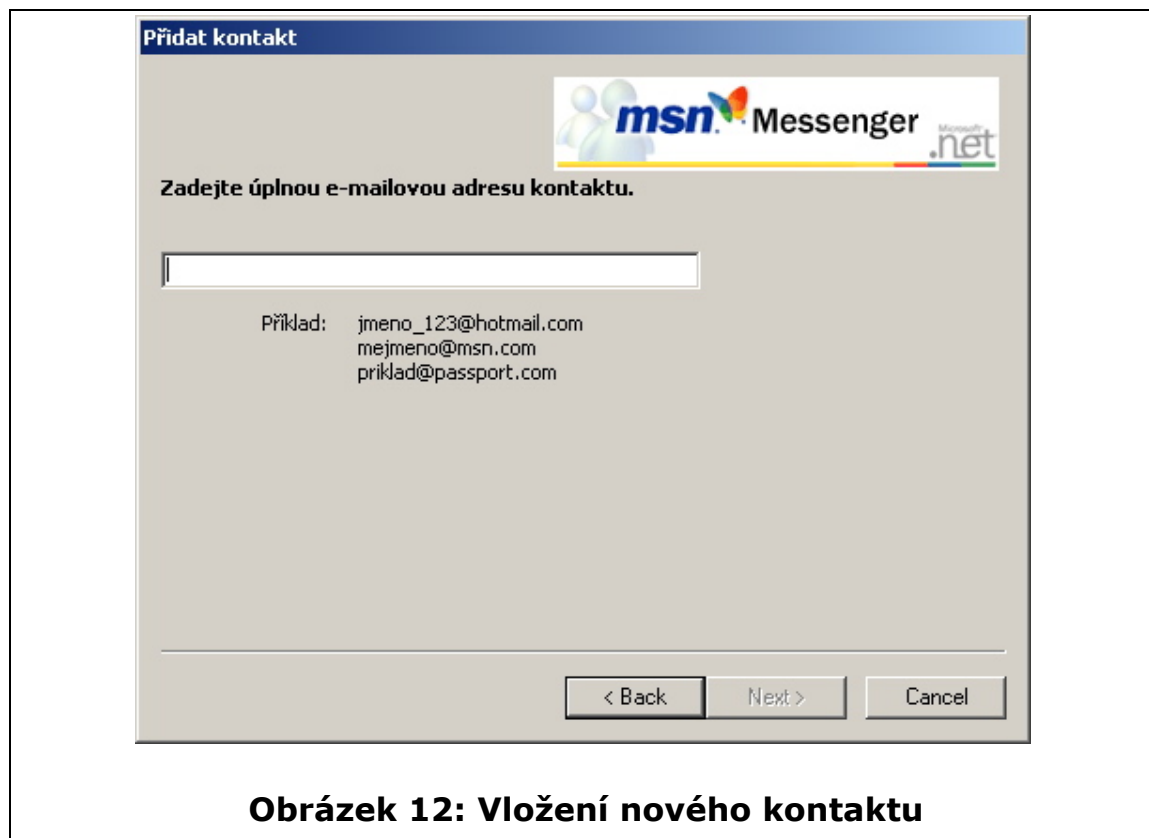 Přidat kontakt
msn Messenger
Microsoft
.net
Zadejte úplnou e-mailovou adresu kontaktu.
Příklad: jmeno_123@hotmail.com
mejmeno@msn.com
priklad@passport.com
< Back Next > Cancel
Obrázek 12: Vložení nového kontaktu